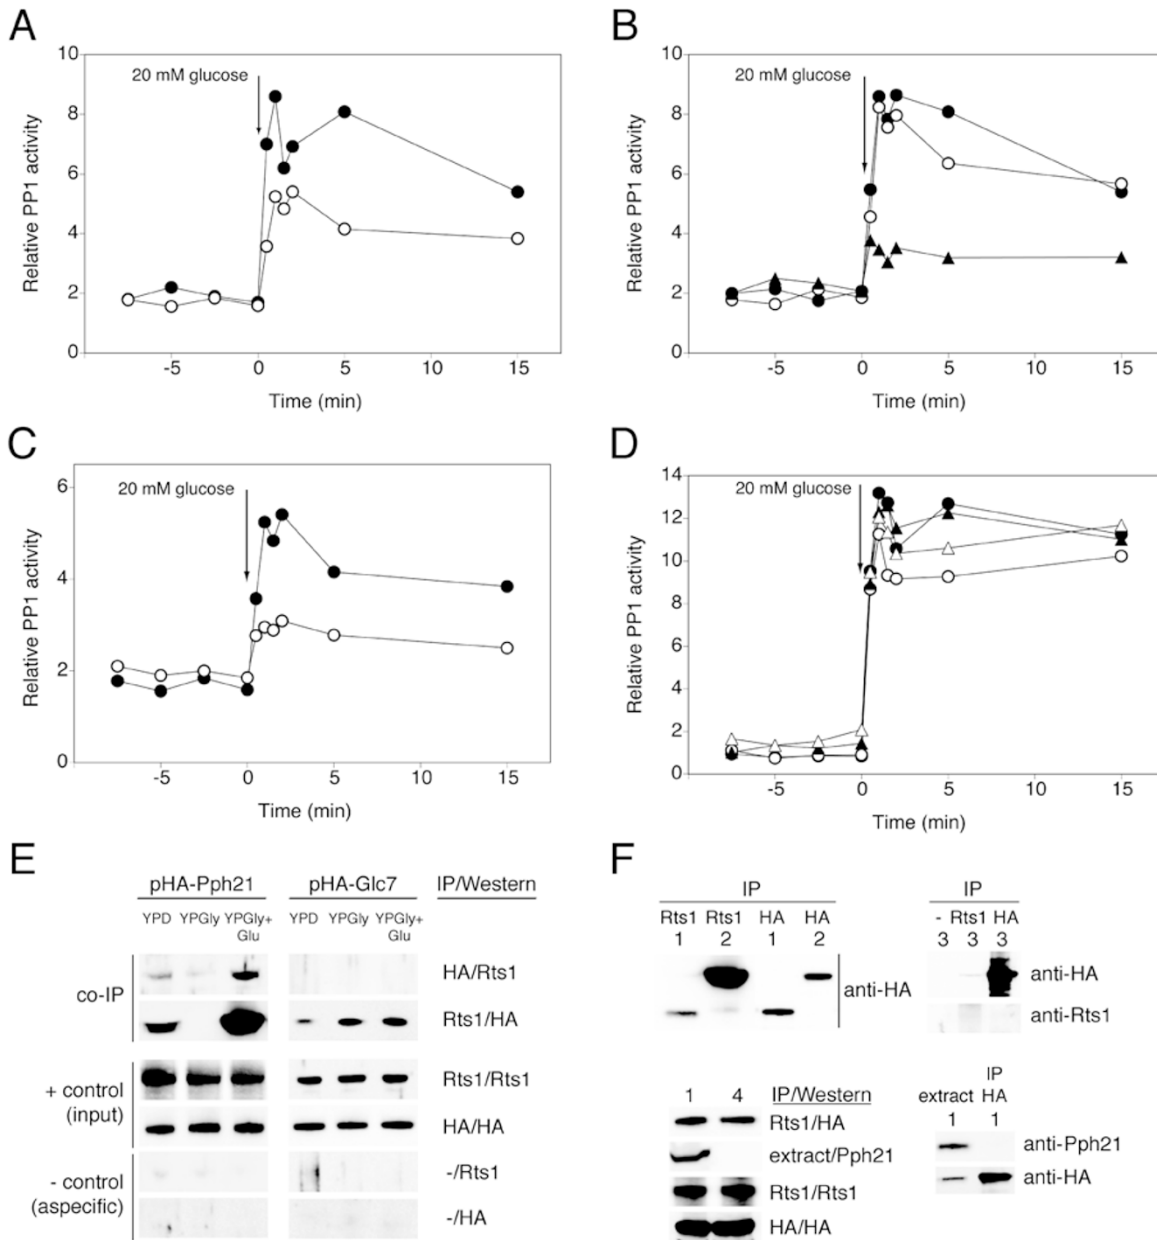 A
10
8
6
4
2
0
20 mM glucose
Relative PP1 activity
-5 0 5 10 15
Time (min)
B
10
8
6
4
2
0
20 mM glucose
Relative PP1 activity
-5 0 5 10 15
Time (min)
C
6
4
2
0
20 mM glucose
Relative PP1 activity
-5 0 5 10 15
Time (min)
D
14
12
10
8
6
4
2
0
20 mM glucose
Relative PP1 activity
-5 0 5 10 15
Time (min)
E
pHA-Pph21 pHA-Glc7 IP/Western
YPD YPGly YPGly+ Glu YPD YPGly YPGly+ Glu
co-IP
HA/Rts1
Rts1/HA
+ control
(input)
Rts1/Rts1
HA/HA
- control
(aspecific)
-/Rts1
-/HA
F
IP
Rts1 Rts1 HA HA
1 2 1 2
anti-HA
IP
- Rts1 HA
3 3 3
anti-HA
anti-Rts1
1 4 IP/Western
Rts1/HA
extract/Pph21
Rts1/Rts1
HA/HA
IP
extract HA
1 1
anti-Pph21
anti-HA